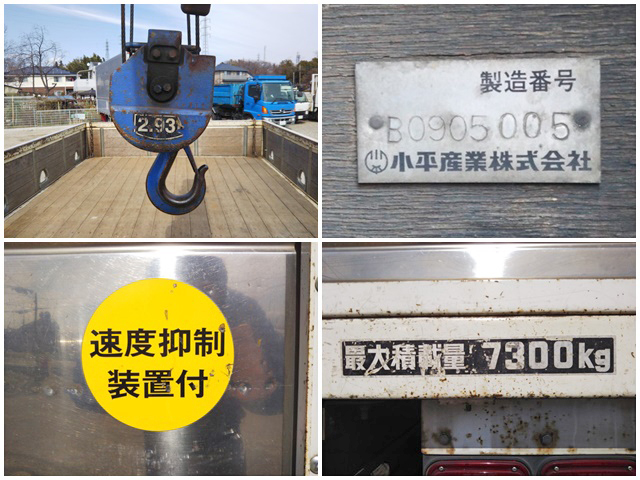 2.93
製造番号
B0905005
小平産業株式会社
速度抑制
装置付
最大積載量 7300kg